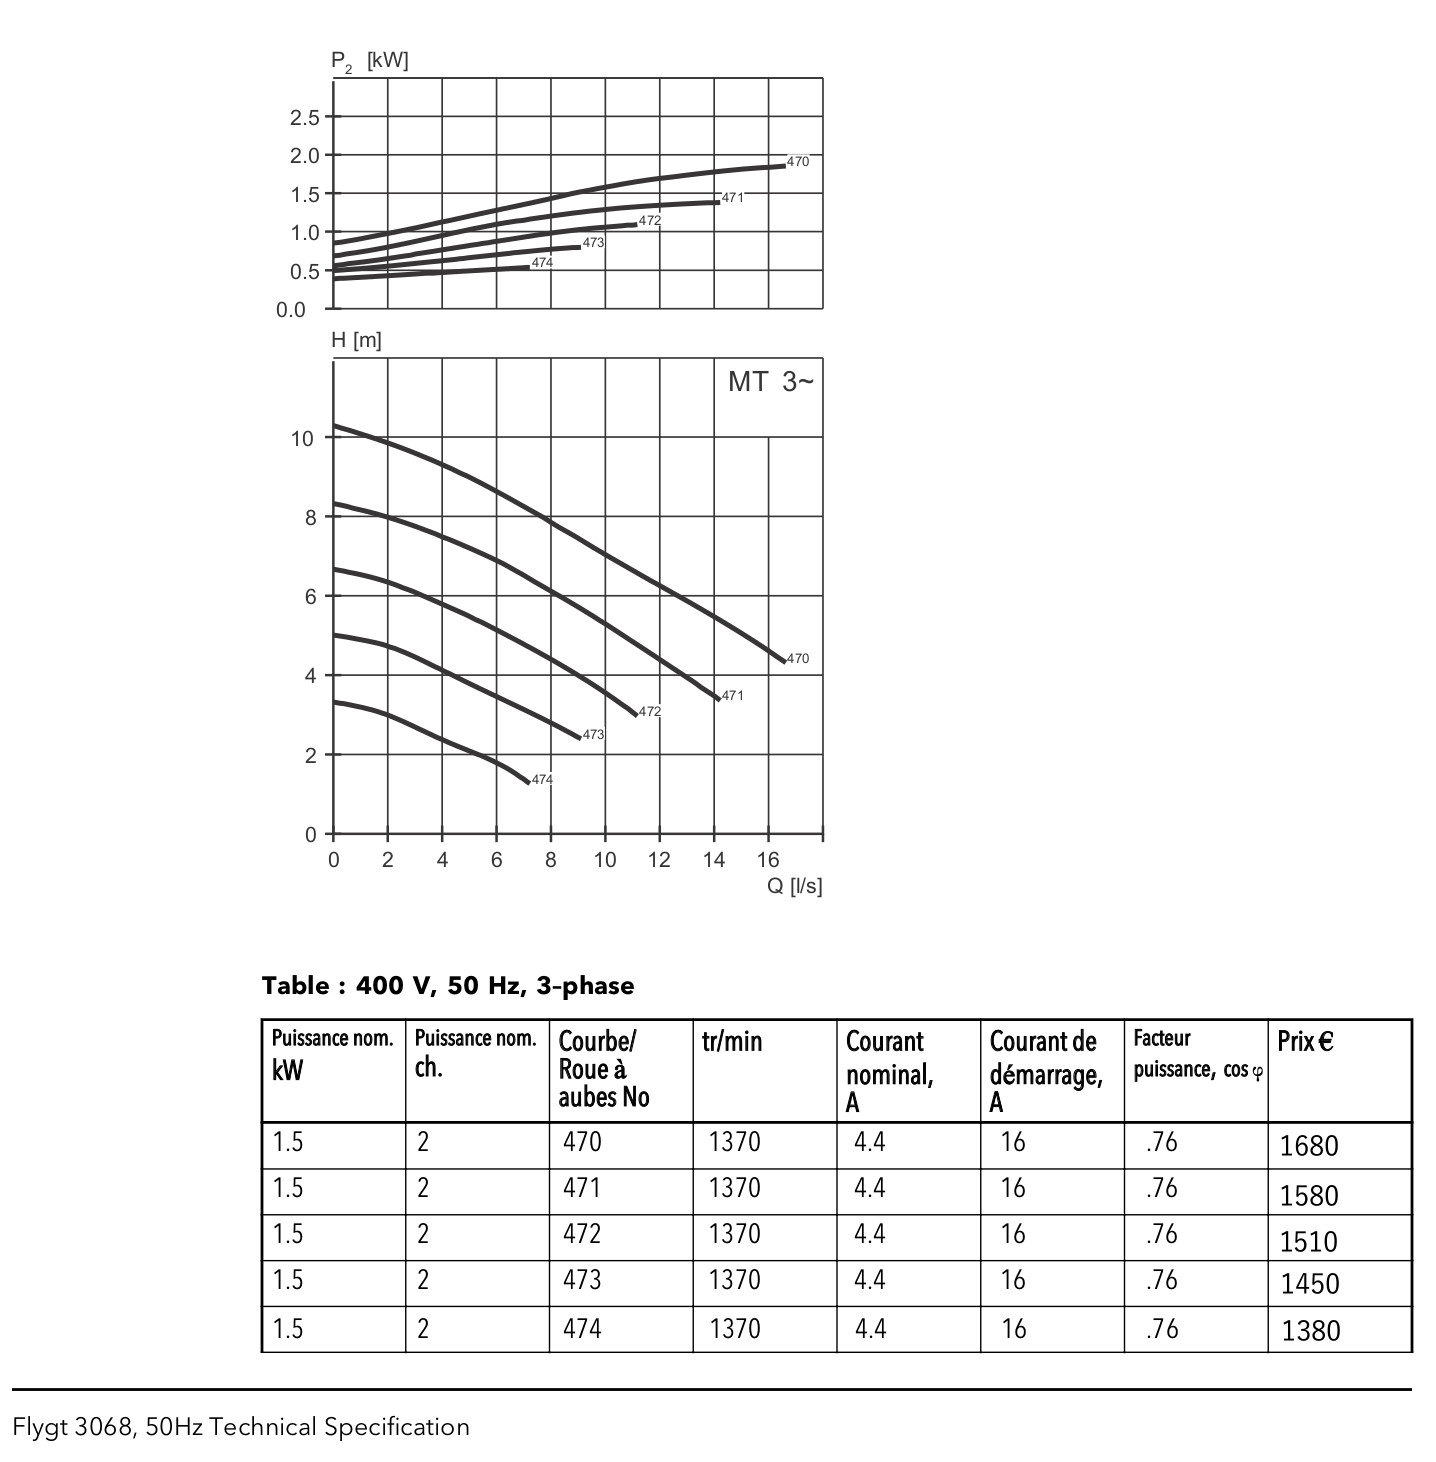 P2 [kW]
2.5
2.0
1.5
1.0
0.5
0.0
470
471
472
473
474
H [m]
MT 3~
10
8
6
4
2
0
470
471
472
473
474
0 2 4 6 8 10 12 14 16
Q [l/s]
Table : 400 V, 50 Hz, 3-phase
Puissance nom. kW Puissance nom. ch. Courbe/ Roue à aubes No tr/min Courant nominal, A Courant de démarrage, A Facteur puissance, cos φ Prix €
1.5 2 470 1370 4.4 16 .76 1680
1.5 2 471 1370 4.4 16 .76 1580
1.5 2 472 1370 4.4 16 .76 1510
1.5 2 473 1370 4.4 16 .76 1450
1.5 2 474 1370 4.4 16 .76 1380
Flygt 3068, 50Hz Technical Specification